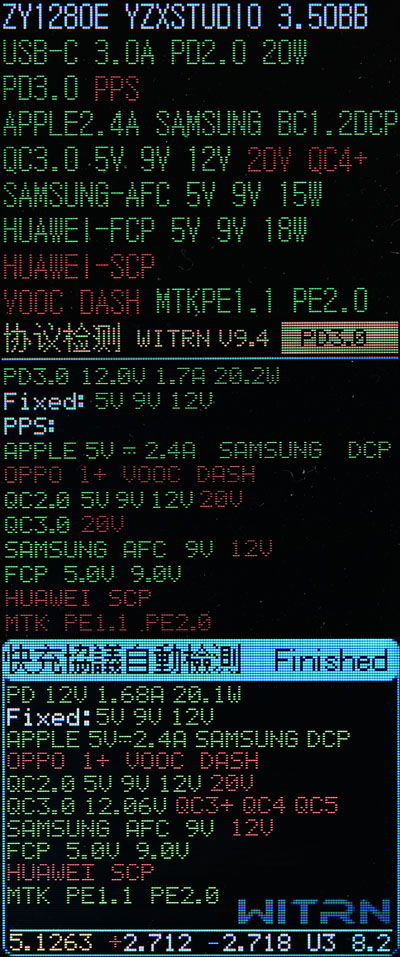 ZY1280E YZXSTUDIO 3.50BB
USB-C 3.0A PD2.0 20W
PD3.0 PPS
APPLE2.4A SAMSUNG BC1.2DCP
QC3.0 5V 9V 12V 20V QC4+
SAMSUNG-AFC 5V 9V 15W
HUAWEI-FCP 5V 9V 18W
HUAWEI-SCP
VOOC DASH MTKPE1.1 PE2.0
协议检测 WITRN V9.4 PD3.0
PD3.0 12.0V 1.7A 20.2W
Fixed: 5V 9V 12V
PPS:
APPLE 5V⎓2.4A SAMSUNG DCP
OPPO 1+ VOOC DASH
QC2.0 5V 9V 12V 20V
QC3.0 20V
SAMSUNG AFC 9V 12V
FCP 5.0V 9.0V
HUAWEI SCP
MTK PE1.1 PE2.0
快充協議自動檢測 Finished
PD 12V 1.68A 20.1W
Fixed: 5V 9V 12V
APPLE 5V⎓2.4A SAMSUNG DCP
OPPO 1+ VOOC DASH
QC2.0 5V 9V 12V 20V
QC3.0 12.06V QC3+ QC4 QC5
SAMSUNG AFC 9V 12V
FCP 5.0V 9.0V
HUAWEI SCP
MTK PE1.1 PE2.0
WITRN
5.1263 +2.712 -2.718 U3 8.2